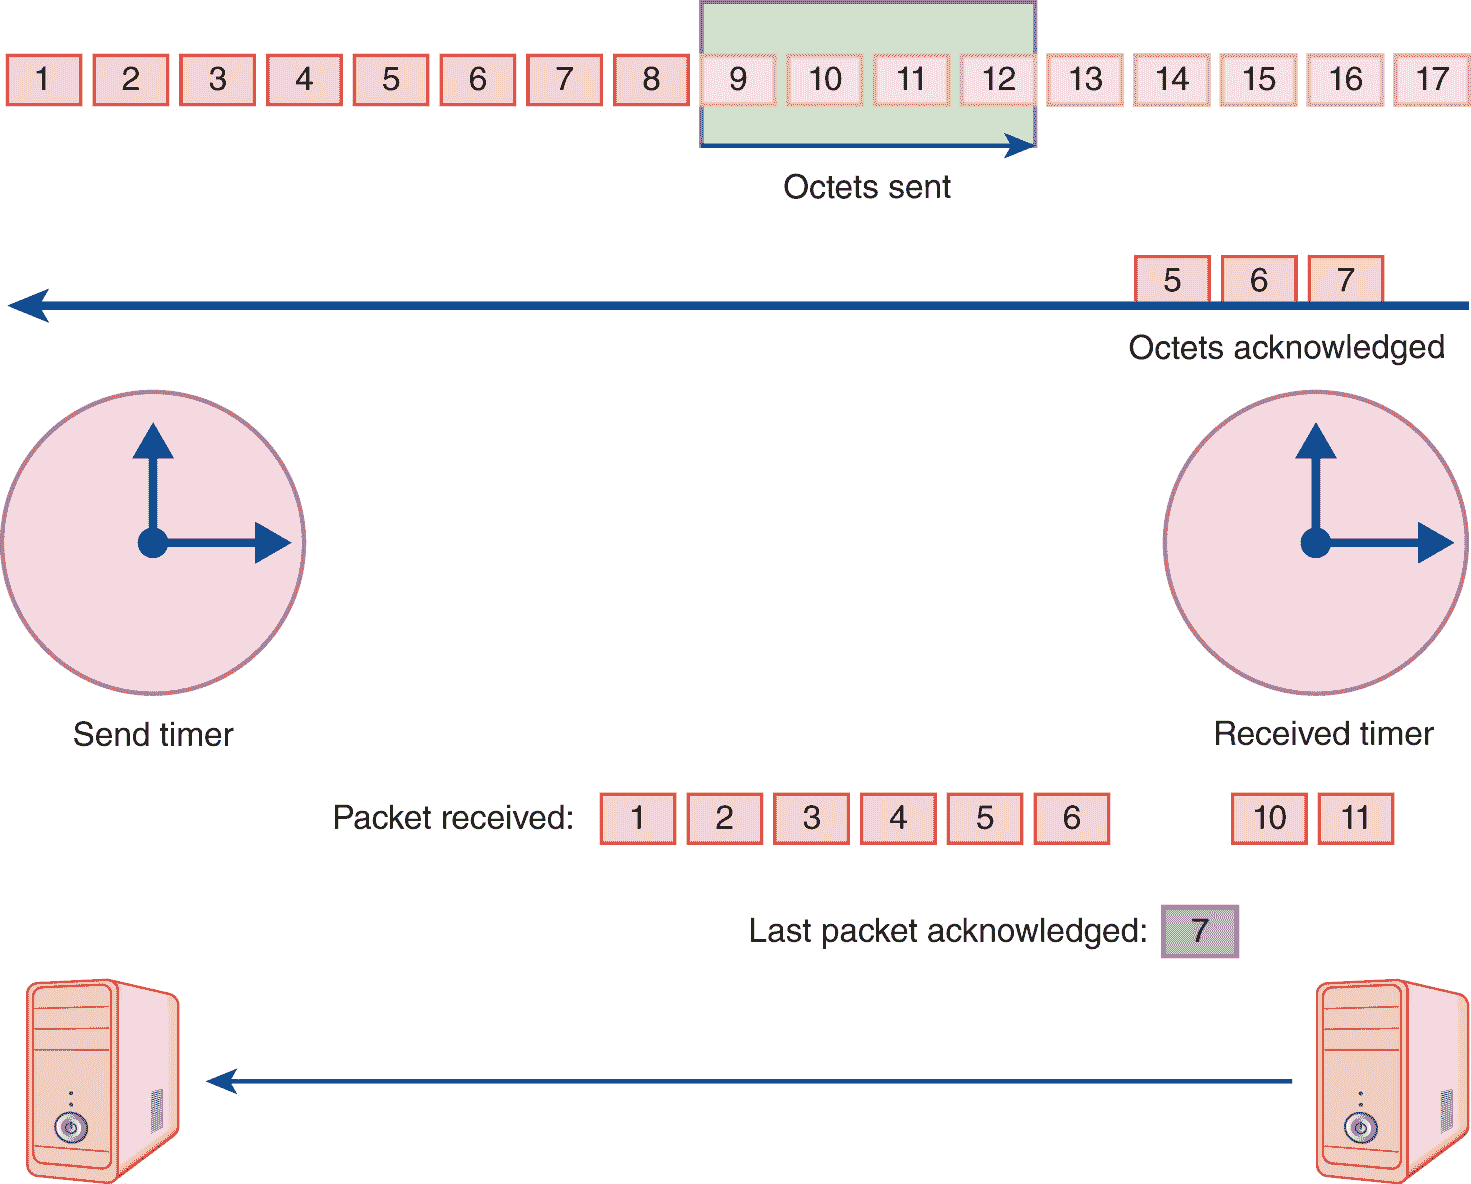 1 2 3 4 5 6 7 8 9 10 11 12 13 14 15 16 17
Octets sent
5 6 7
Octets acknowledged
Send timer
Received timer
Packet received: 1 2 3 4 5 6 10 11
Last packet acknowledged: 7